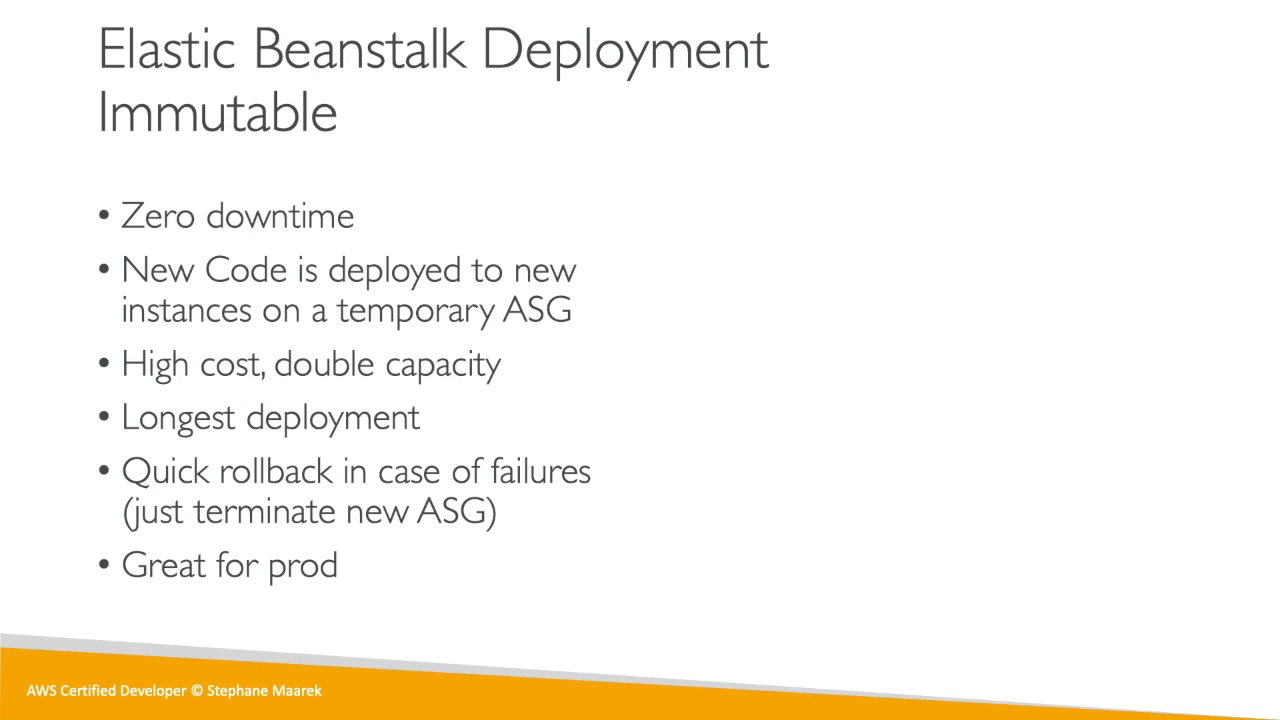 Elastic Beanstalk Deployment
Immutable
• Zero downtime
• New Code is deployed to new
instances on a temporary ASG
• High cost, double capacity
• Longest deployment
• Quick rollback in case of failures
(just terminate new ASG)
• Great for prod
AWS Certified Developer © Stephane Maarek